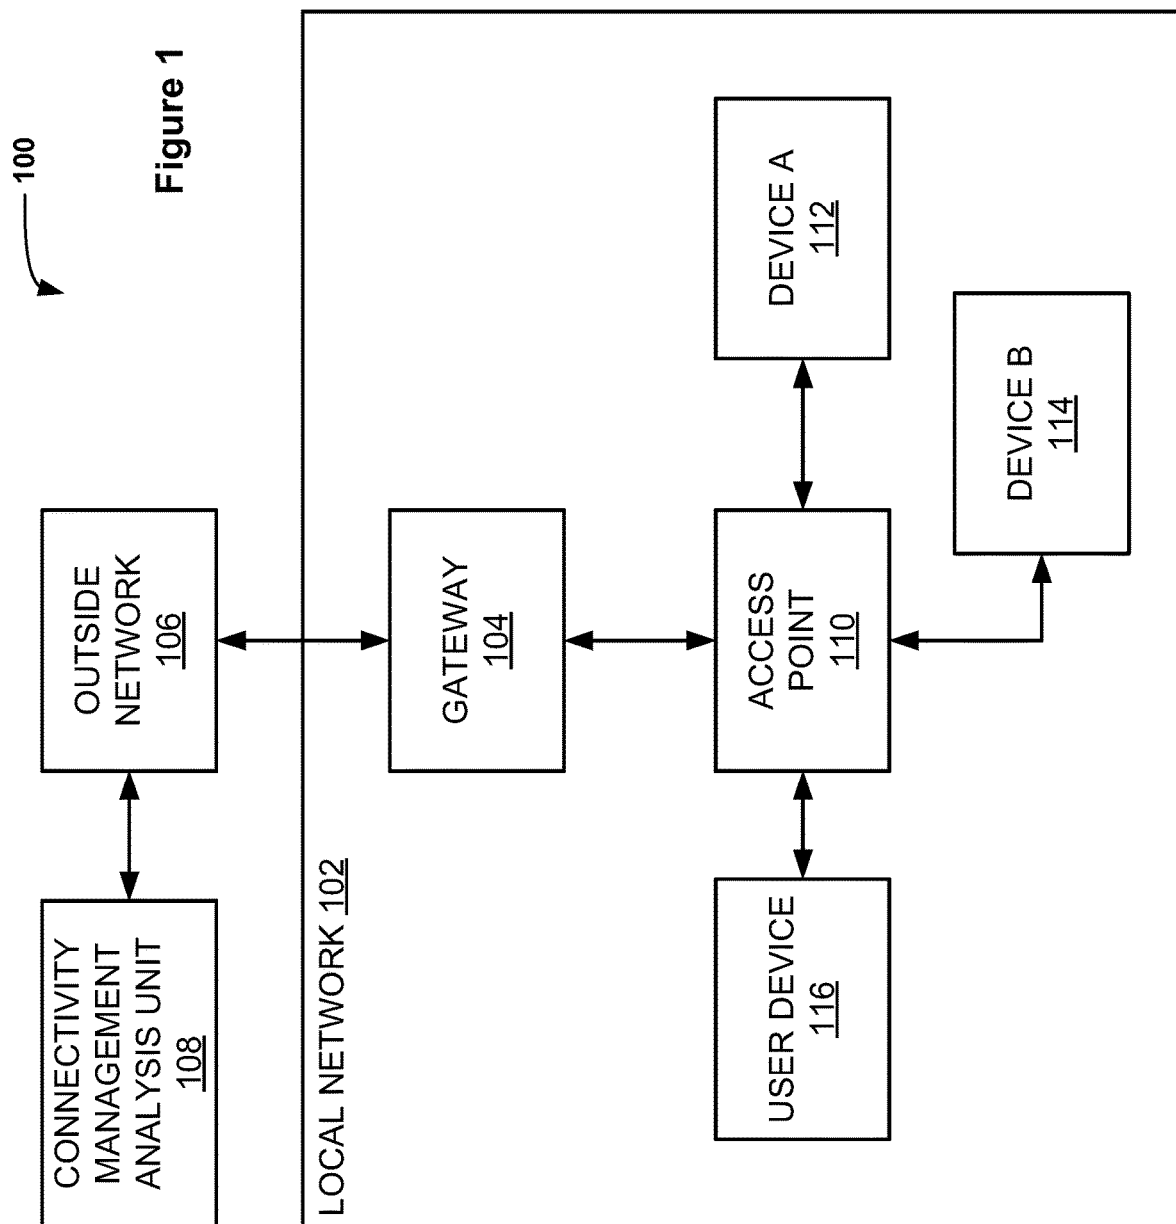 100
Figure 1
CONNECTIVITY
MANAGEMENT
ANALYSIS UNIT
108
OUTSIDE
NETWORK
106
LOCAL NETWORK 102
GATEWAY
104
USER DEVICE
116
ACCESS
POINT
110
DEVICE A
112
DEVICE B
114